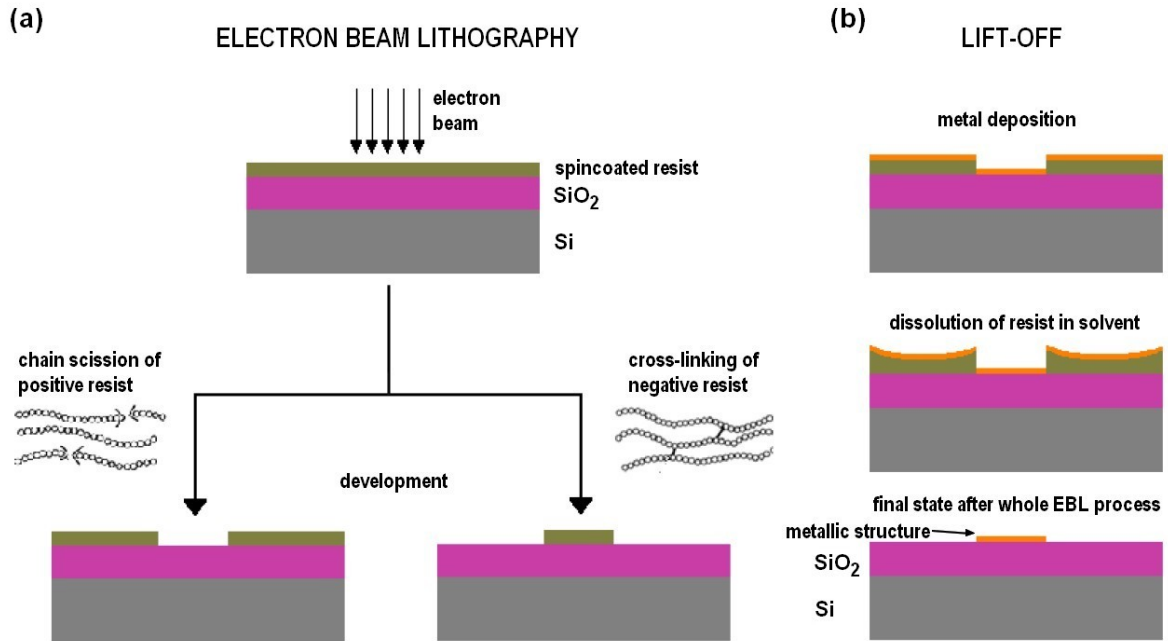 (a)
ELECTRON BEAM LITHOGRAPHY
electron
beam
spincoated resist
SiO2
Si
chain scission of
positive resist
cross-linking of
negative resist
development
(b)
LIFT-OFF
metal deposition
dissolution of resist in solvent
final state after whole EBL process
metallic structure
SiO2
Si